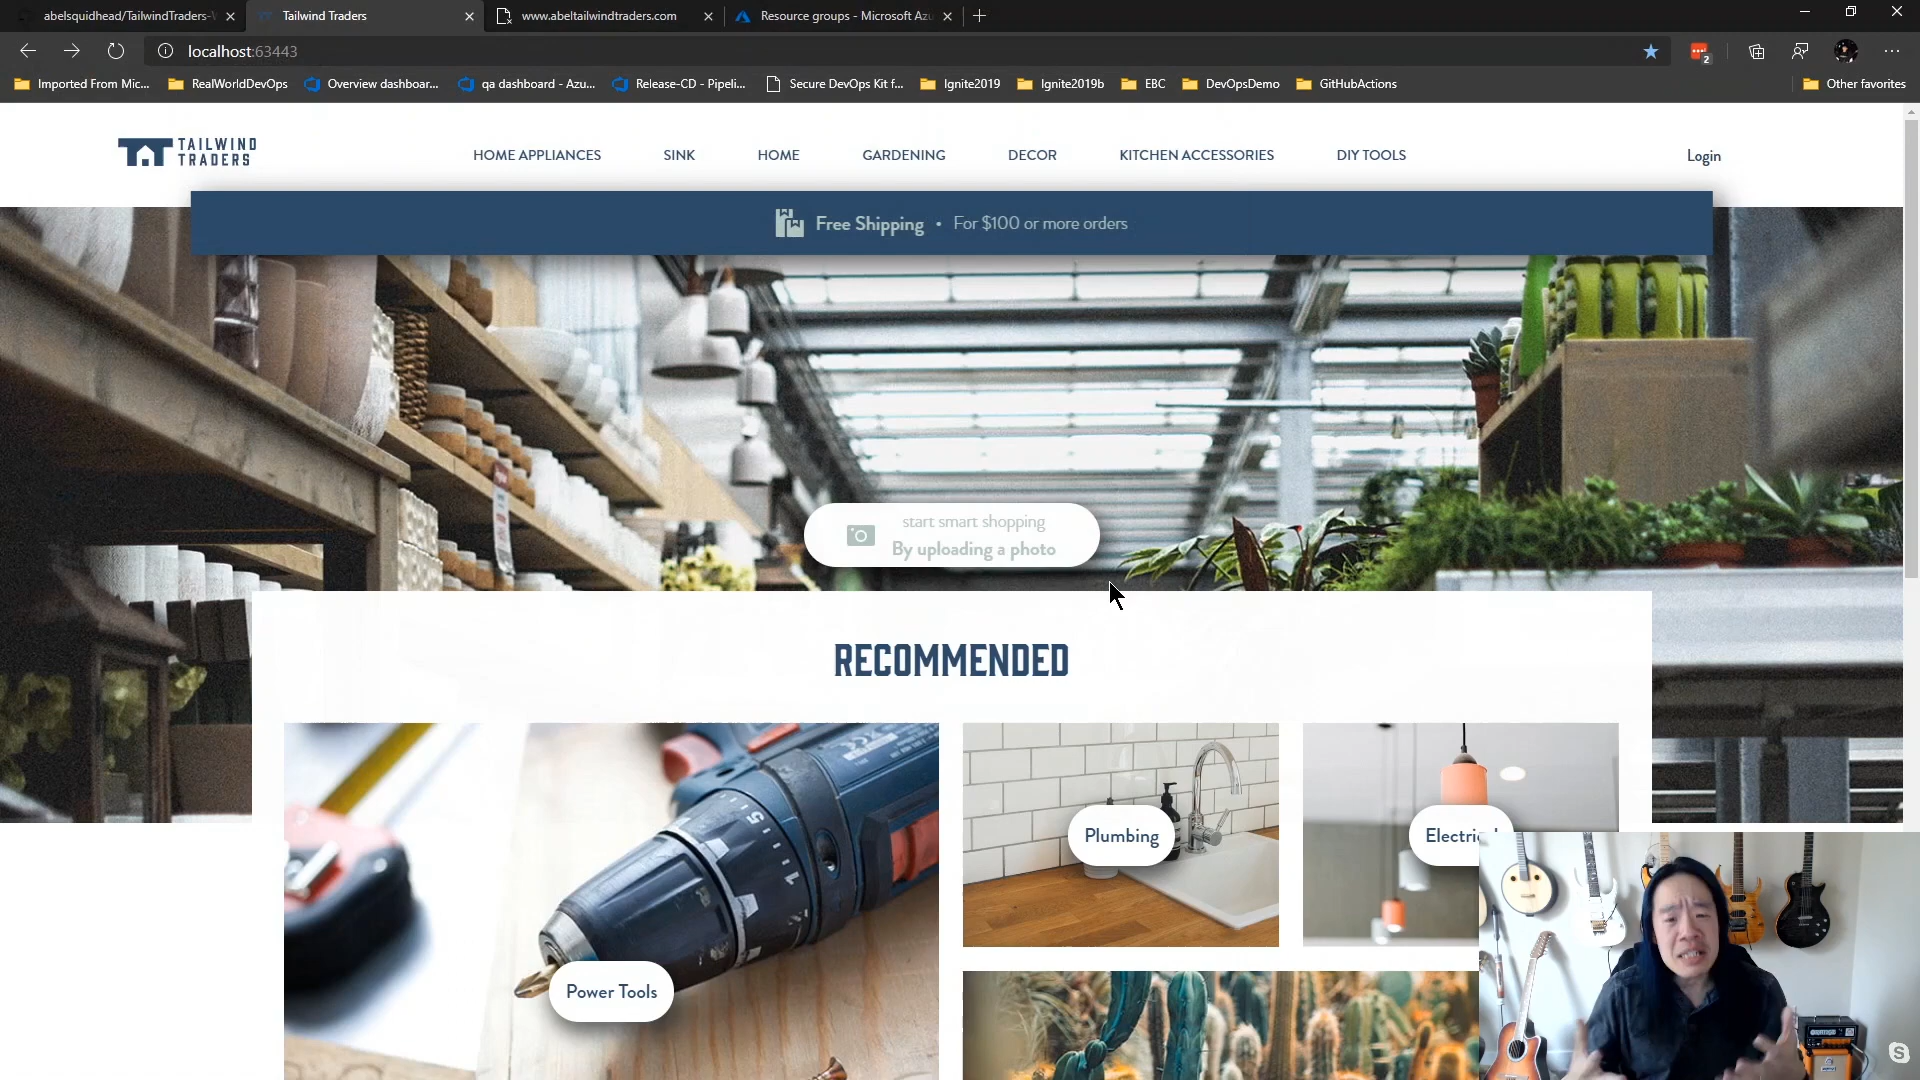 abelsquidhead/TailwindTraders-
Tailwind Traders
www.abeltailwindtraders.com
Resource groups - Microsoft Azu
localhost:63443
2
Imported From Mic...
RealWorldDevOps
Overview dashboar...
qa dashboard - Azu...
Release-CD - Pipeli...
Secure DevOps Kit f...
Ignite2019
Ignite2019b
EBC
DevOpsDemo
GitHubActions
Other favorites
TAILWIND
TRADERS
HOME APPLIANCES
SINK
HOME
GARDENING
DECOR
KITCHEN ACCESSORIES
DIY TOOLS
Login
Free Shipping • For $100 or more orders
start smart shopping
By uploading a photo
RECOMMENDED
Plumbing
Electri
Power Tools